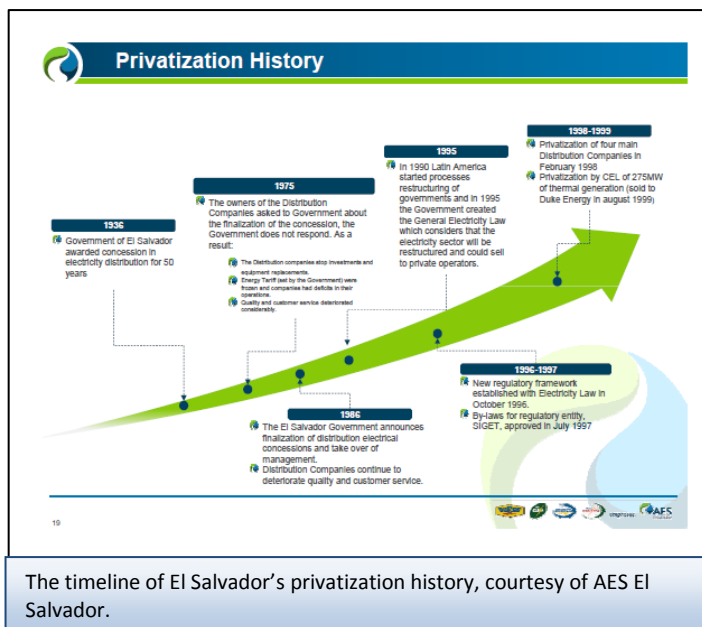 Privatization History
1936
Government of El Salvador
awarded concession in
electricity distribution for 50
years
1975
The owners of the Distribution
Companies asked to Government about
the finalization of the concession, the
Government does not respond. As a
result:
The Distribution companies stop investments and
equipment replacements.
Energy Tariff (set by the Government) were
frozen and companies had deficits in their
operations.
Quality and customer service deteriorated
considerably.
1995
In 1990 Latin America
started processes
restructuring of
governments and in 1995
the Government created
the General Electricity Law
which considers that the
electricity sector will be
restructured and could sell
to private operators.
1998-1999
Privatization of four main
Distribution Companies in
February 1998
Privatization by CEL of 275MW
of thermal generation (sold to
Duke Energy in august 1999)
1986
The El Salvador Government announces
finalization of distribution electrical
concessions and take over of
management.
Distribution Companies continue to
deteriorate quality and customer service.
1996-1997
New regulatory framework
established with Electricity Law in
October 1996.
By-laws for regulatory entity,
SIGET, approved in July 1997
19
AES
The timeline of El Salvador’s privatization history, courtesy of AES El
Salvador.